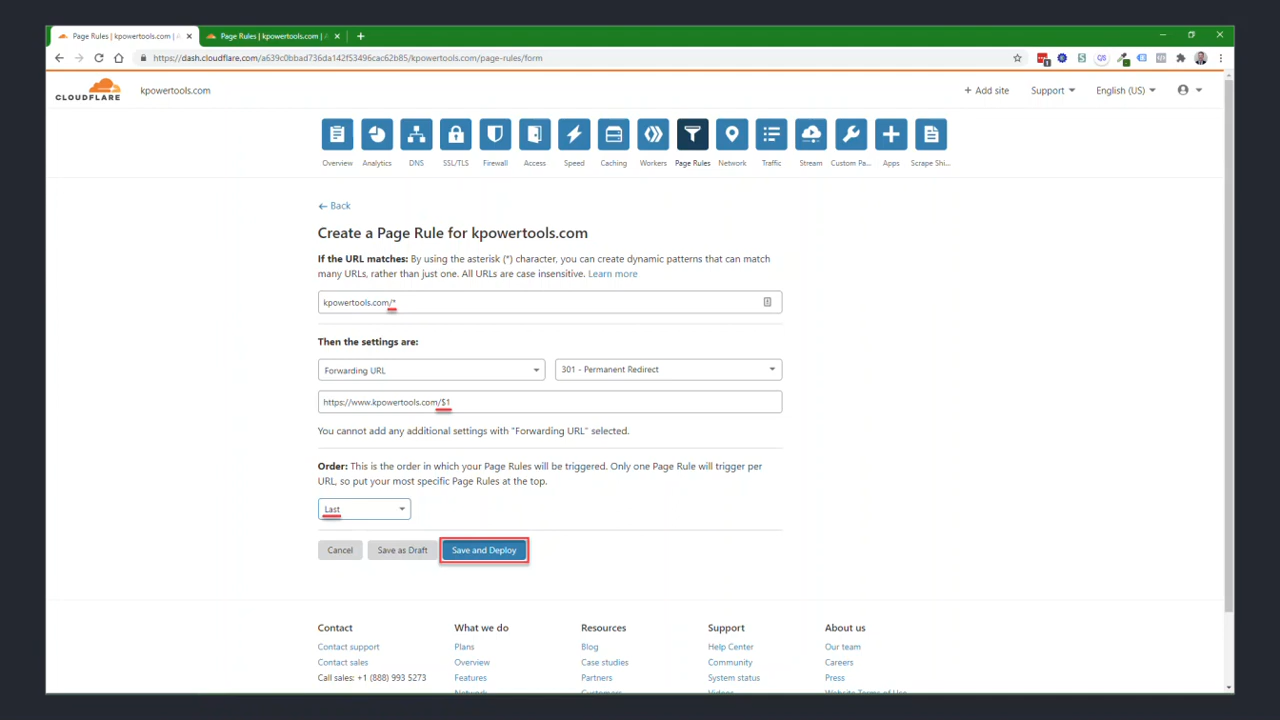 Page Rules | kpowertools.com |
Page Rules | kpowertools.com |
https://dash.cloudflare.com/a639c0bbad736da142f53496cac62b85/kpowertools.com/page-rules/form
CLOUDFLARE
kpowertools.com
+ Add site
Support
English (US)
Overview
Analytics
DNS
SSL/TLS
Firewall
Access
Speed
Caching
Workers
Page Rules
Network
Traffic
Stream
Custom Pa...
Apps
Scrape Shi...
← Back
Create a Page Rule for kpowertools.com
If the URL matches: By using the asterisk (*) character, you can create dynamic patterns that can match
many URLs, rather than just one. All URLs are case insensitive. Learn more
kpowertools.com/*
Then the settings are:
Forwarding URL
301 - Permanent Redirect
https://www.kpowertools.com/$1
You cannot add any additional settings with "Forwarding URL" selected.
Order: This is the order in which your Page Rules will be triggered. Only one Page Rule will trigger per
URL, so put your most specific Page Rules at the top.
Last
Cancel
Save as Draft
Save and Deploy
Contact
What we do
Resources
Support
About us
Contact support
Plans
Blog
Help Center
Our team
Contact sales
Overview
Case studies
Community
Careers
Call sales: +1 (888) 993 5273
Features
Partners
System status
Press